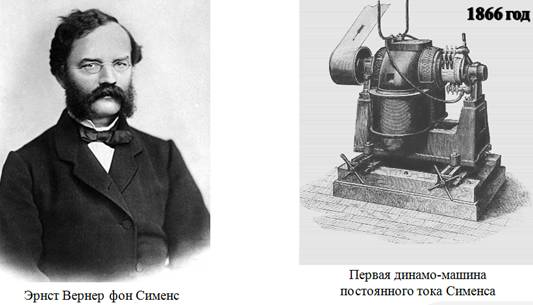 1866 год
Эрнст Вернер фон Сименс
Первая динамо-машина
постоянного тока Сименса